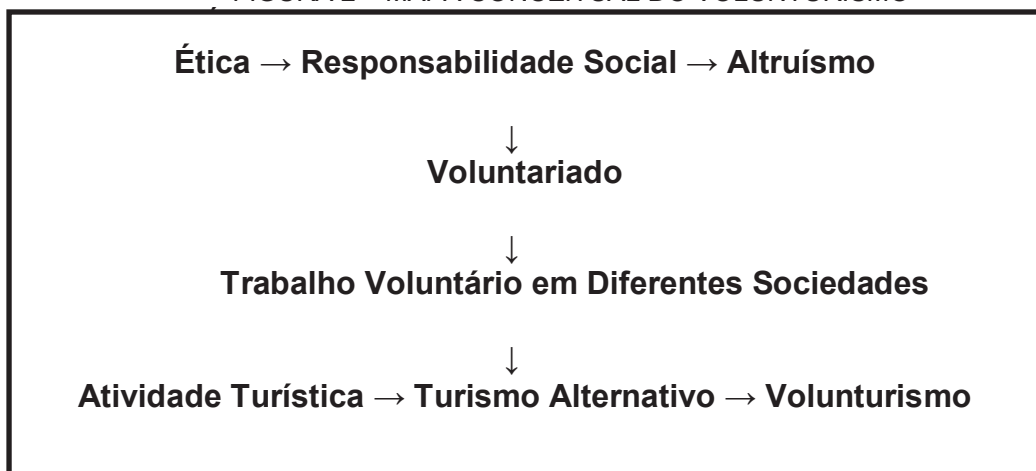 Ética → Responsabilidade Social → Altruísmo
↓
Voluntariado
↓
Trabalho Voluntário em Diferentes Sociedades
↓
Atividade Turística → Turismo Alternativo → Volunturismo